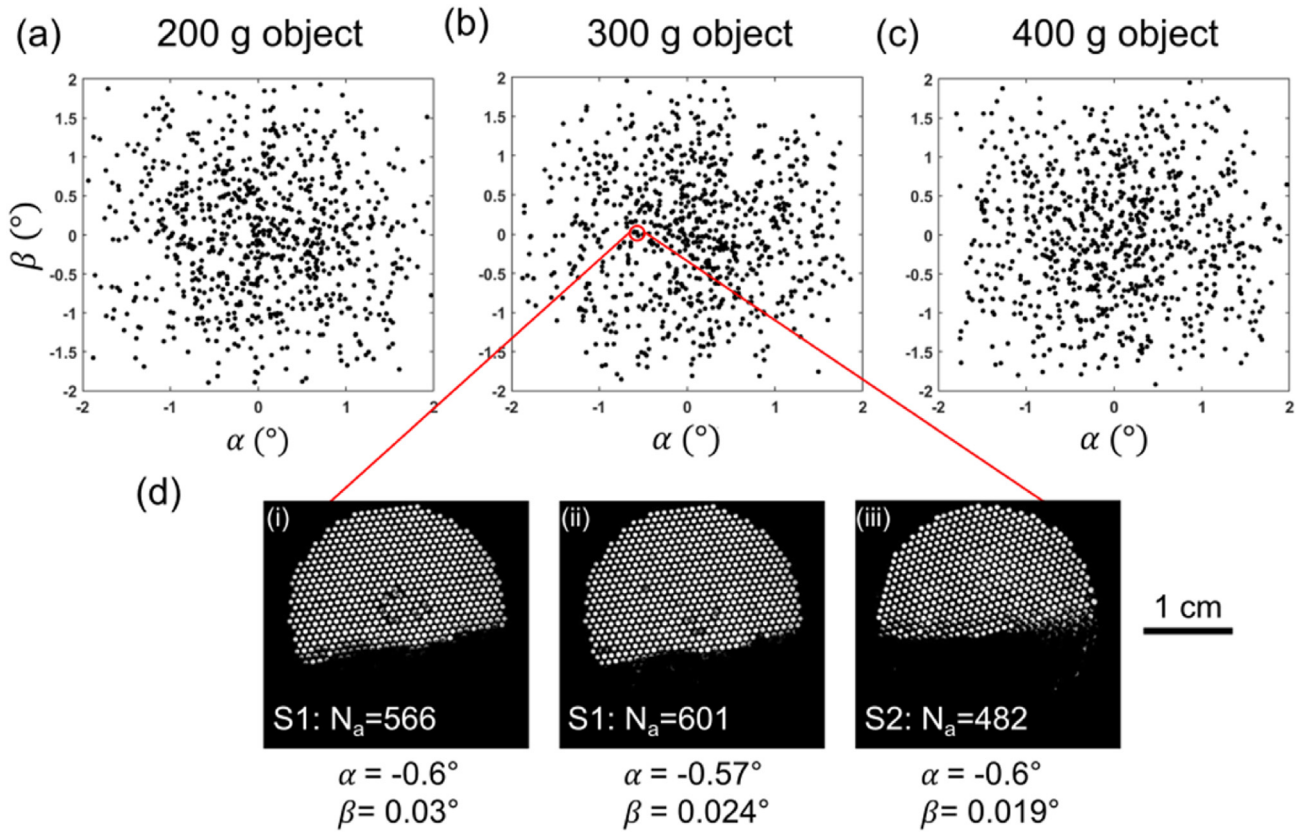 (a) 200 g object
(b) 300 g object
(c) 400 g object
2
1.5
1
0.5
0
-0.5
-1
-1.5
-2
β (°)
-2 -1 0 1 2
α (°)
2
1.5
1
0.5
0
-0.5
-1
-1.5
-2
-2 -1 0 1 2
α (°)
2
1.5
1
0.5
0
-0.5
-1
-1.5
-2
-2 -1 0 1 2
α (°)
(d)
(i)
S1: Na=566
α = -0.6°
β= 0.03°
(ii)
S1: Na=601
α = -0.57°
β= 0.024°
(iii)
S2: Na=482
α = -0.6°
β= 0.019°
1 cm